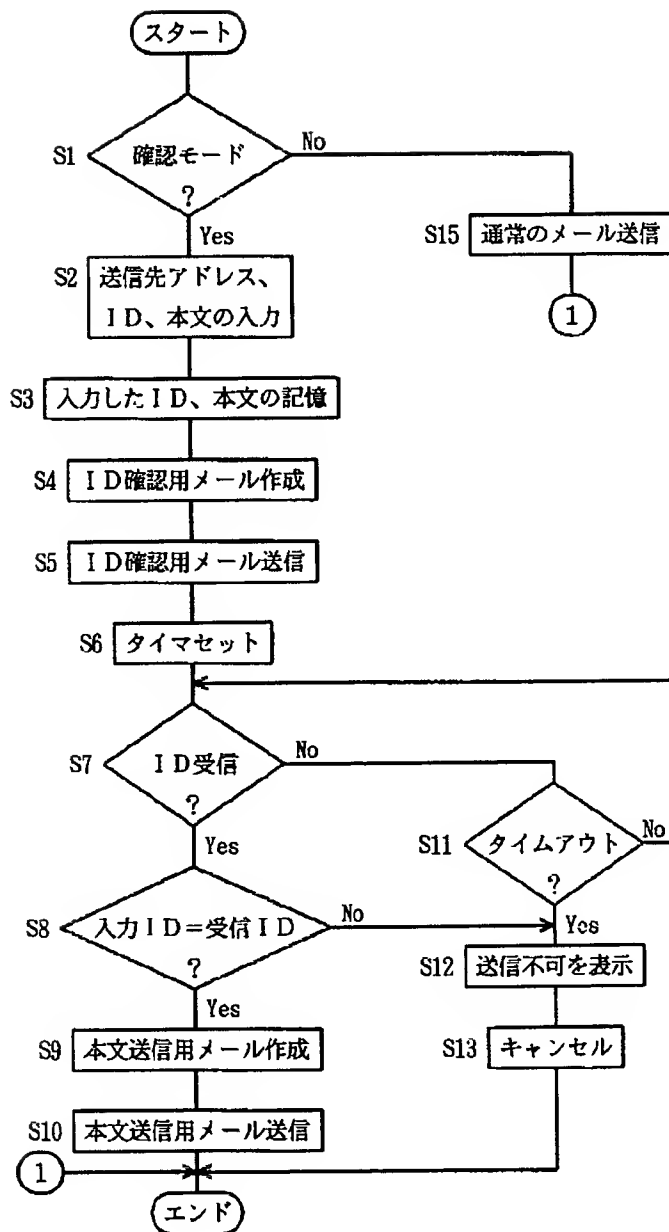 スタート
S1
確認モード
?
No
Yes
S15
通常のメール送信
1
S2
送信先アドレス、
ID、本文の入力
S3
入力したID、本文の記憶
S4
ID確認用メール作成
S5
ID確認用メール送信
S6
タイマセット
S7
ID受信
?
No
Yes
S11
タイムアウト
?
No
Yes
S8
入力ID=受信ID
?
No
Yes
S12
送信不可を表示
S9
本文送信用メール作成
S13
キャンセル
S10
本文送信用メール送信
1
エンド